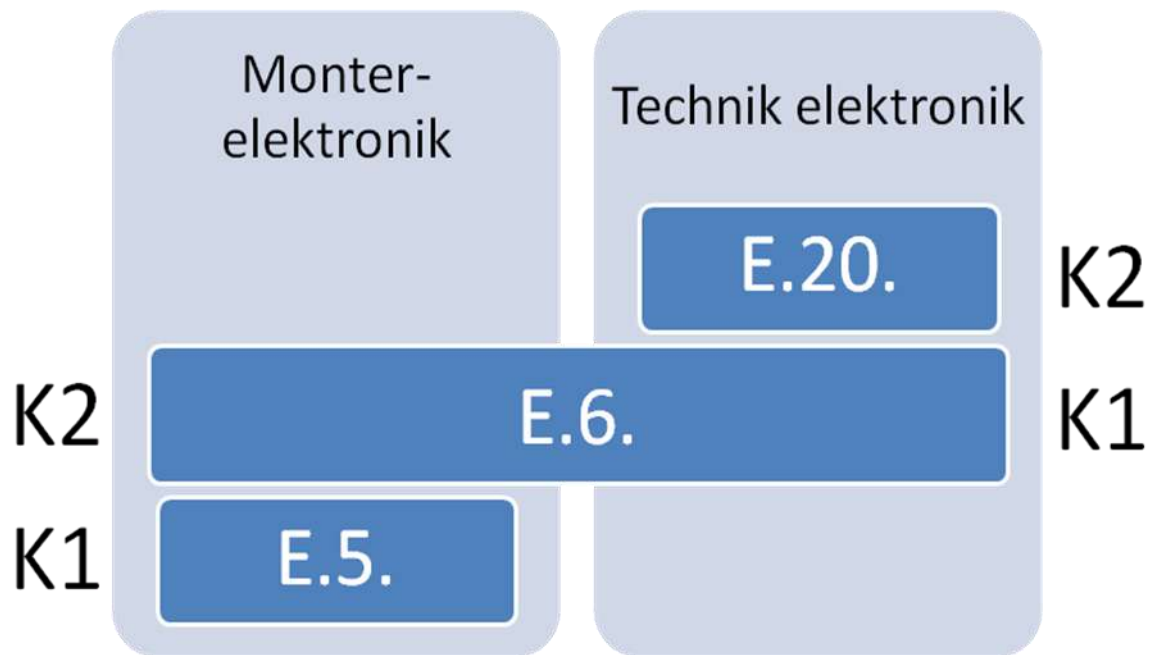 Monter-
elektronik
Technik elektronik
E.20.
K2
K2
E.6.
K1
K1
E.5.